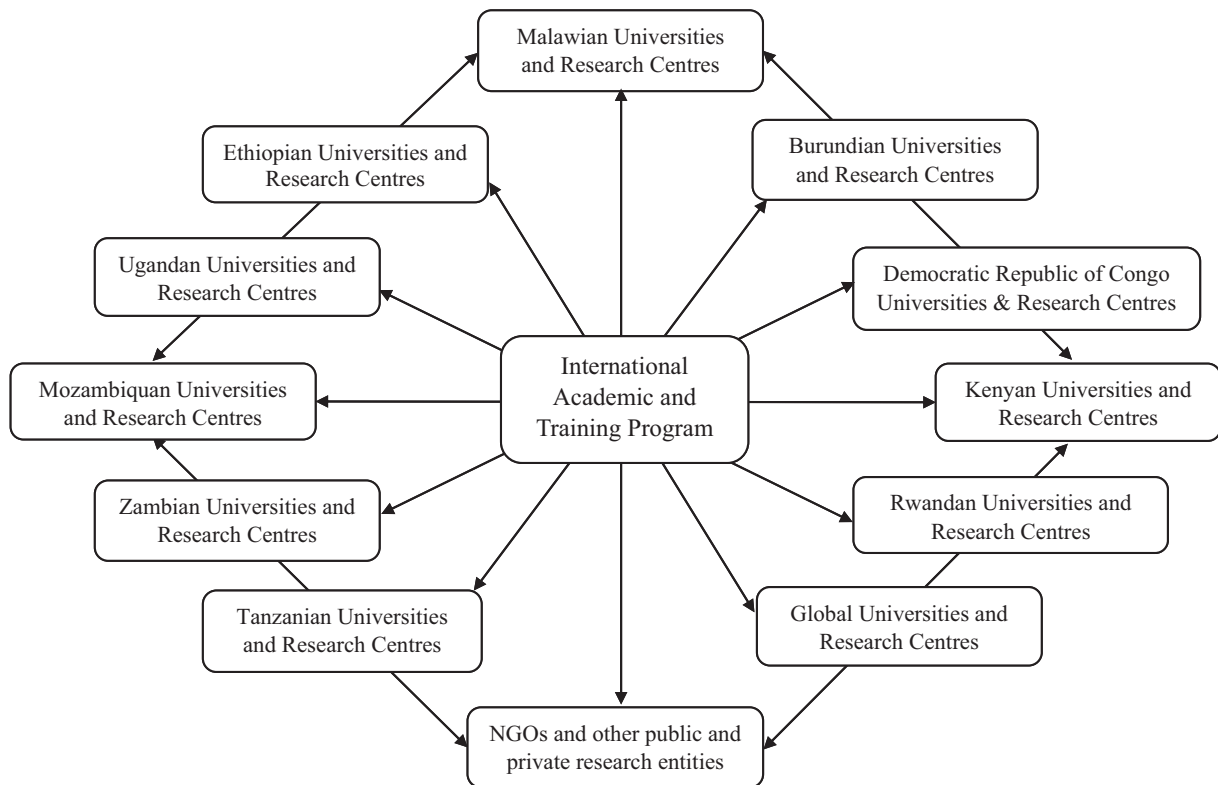 Malawian Universities
and Research Centres
Ethiopian Universities and
Research Centres
Burundian Universities
and Research Centres
Ugandan Universities and
Research Centres
Democratic Republic of Congo
Universities & Research Centres
International
Academic and
Training Program
Mozambiquan Universities
and Research Centres
Kenyan Universities and
Research Centres
Zambian Universities and
Research Centres
Rwandan Universities and
Research Centres
Tanzanian Universities
and Research Centres
Global Universities and
Research Centres
NGOs and other public and
private research entities